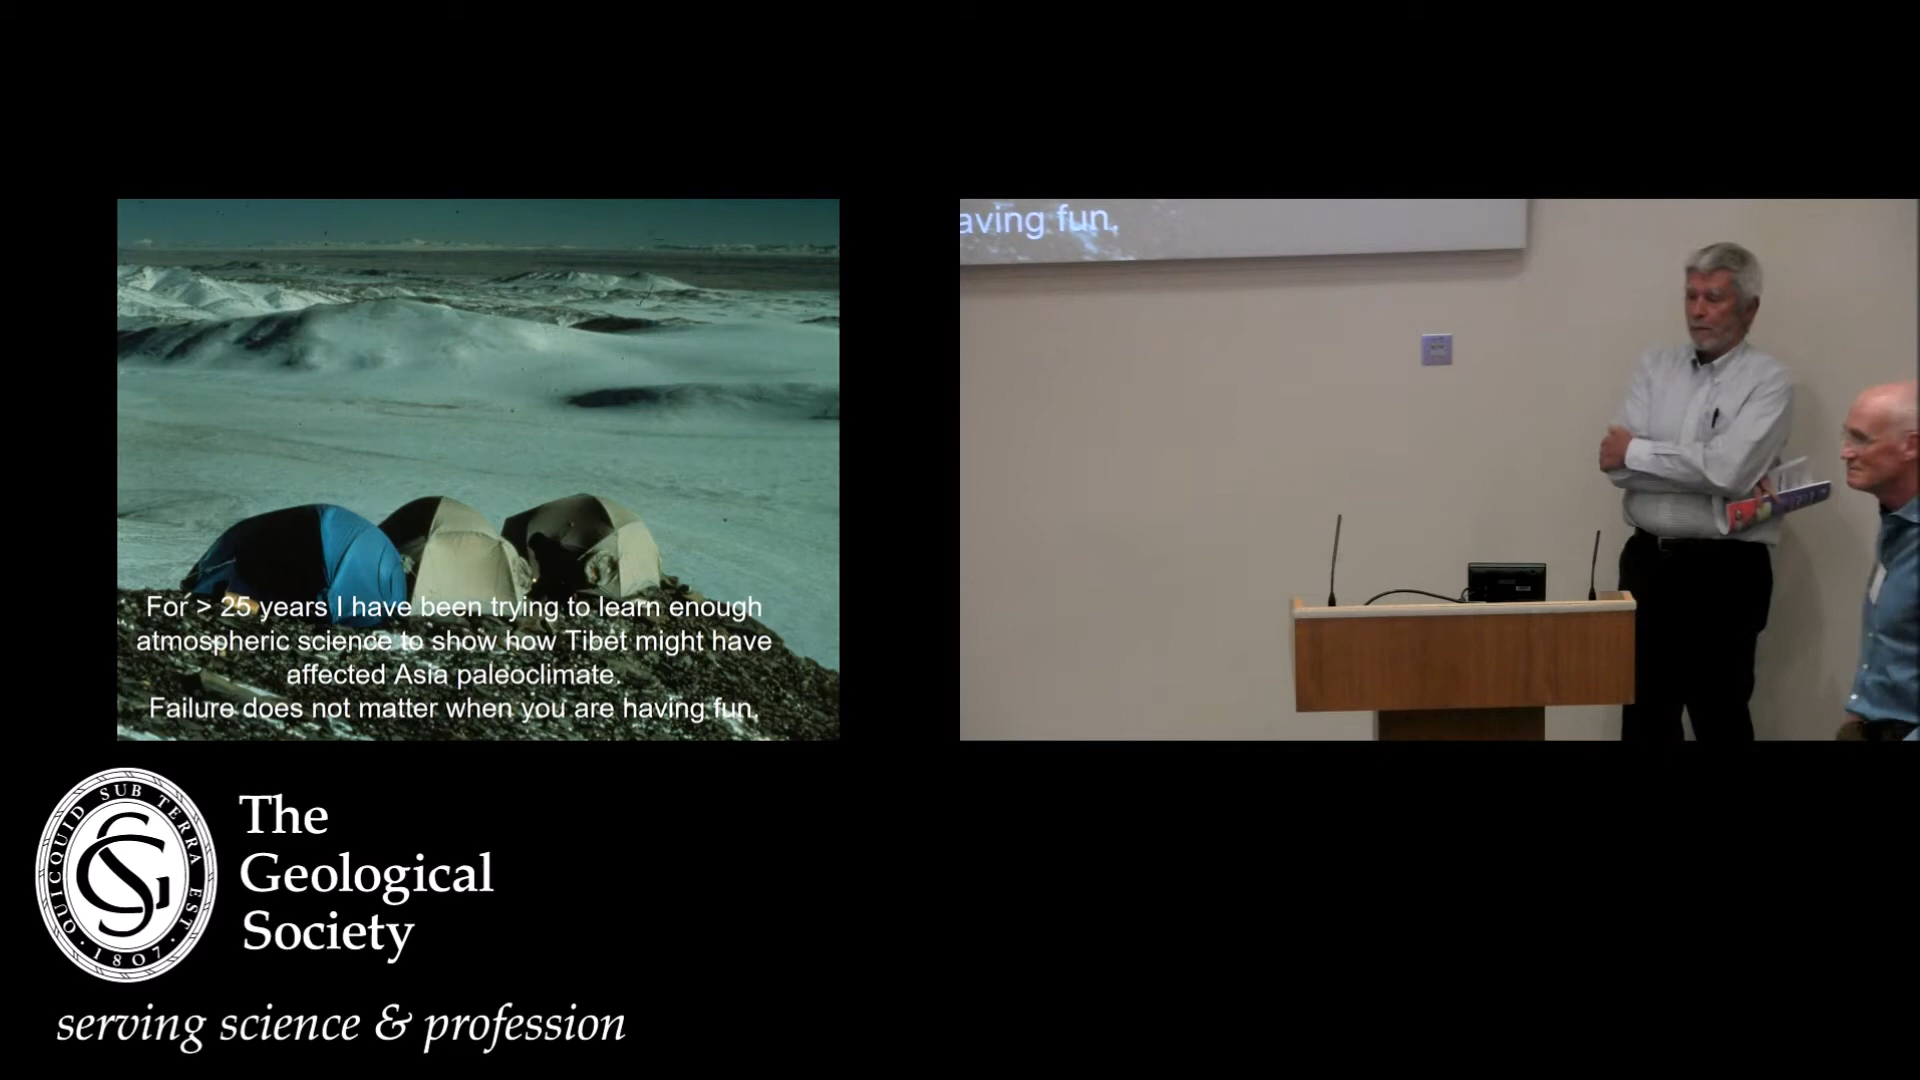 For > 25 years I have been trying to learn enough
atmospheric science to show how Tibet might have
affected Asia paleoclimate.
Failure does not matter when you are having fun.
aving fun.
QUICQUID SUB TERRA EST
1807
The
Geological
Society
serving science & profession